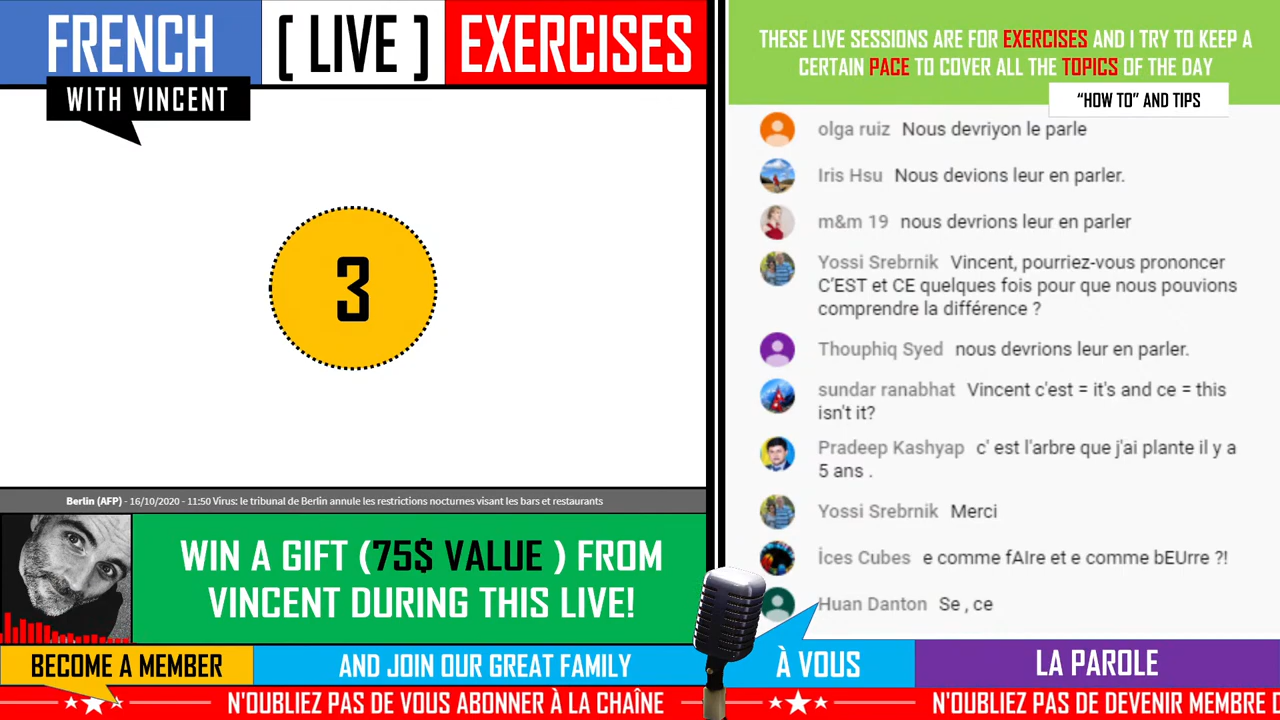 FRENCH
[ LIVE ]
EXERCISES
WITH VINCENT
3
Berlin (AFP) - 16/10/2020 - 11:50 Virus: le tribunal de Berlin annule les restrictions nocturnes visant les bars et restaurants
WIN A GIFT (75$ VALUE ) FROM
VINCENT DURING THIS LIVE!
BECOME A MEMBER
AND JOIN OUR GREAT FAMILY
THESE LIVE SESSIONS ARE FOR EXERCISES AND I TRY TO KEEP A
CERTAIN PACE TO COVER ALL THE TOPICS OF THE DAY
“HOW TO” AND TIPS
olga ruiz Nous devriyon le parle
Iris Hsu Nous devions leur en parler.
m&m 19 nous devrions leur en parler
Yossi Srebrnik Vincent, pourriez-vous prononcer
C'EST et CE quelques fois pour que nous pouvions
comprendre la différence ?
Thouphiq Syed nous devrions leur en parler.
sundar ranabhat Vincent c'est = it's and ce = this
isn't it?
Pradeep Kashyap c' est l'arbre que j'ai plante il y a
5 ans .
Yossi Srebrnik Merci
İces Cubes e comme fAIre et e comme bEUrre ?!
Huan Danton Se , ce
À VOUS
LA PAROLE
N'OUBLIEZ PAS DE VOUS ABONNER À LA CHAÎNE
N'OUBLIEZ PAS DE DEVENIR MEMBRE D